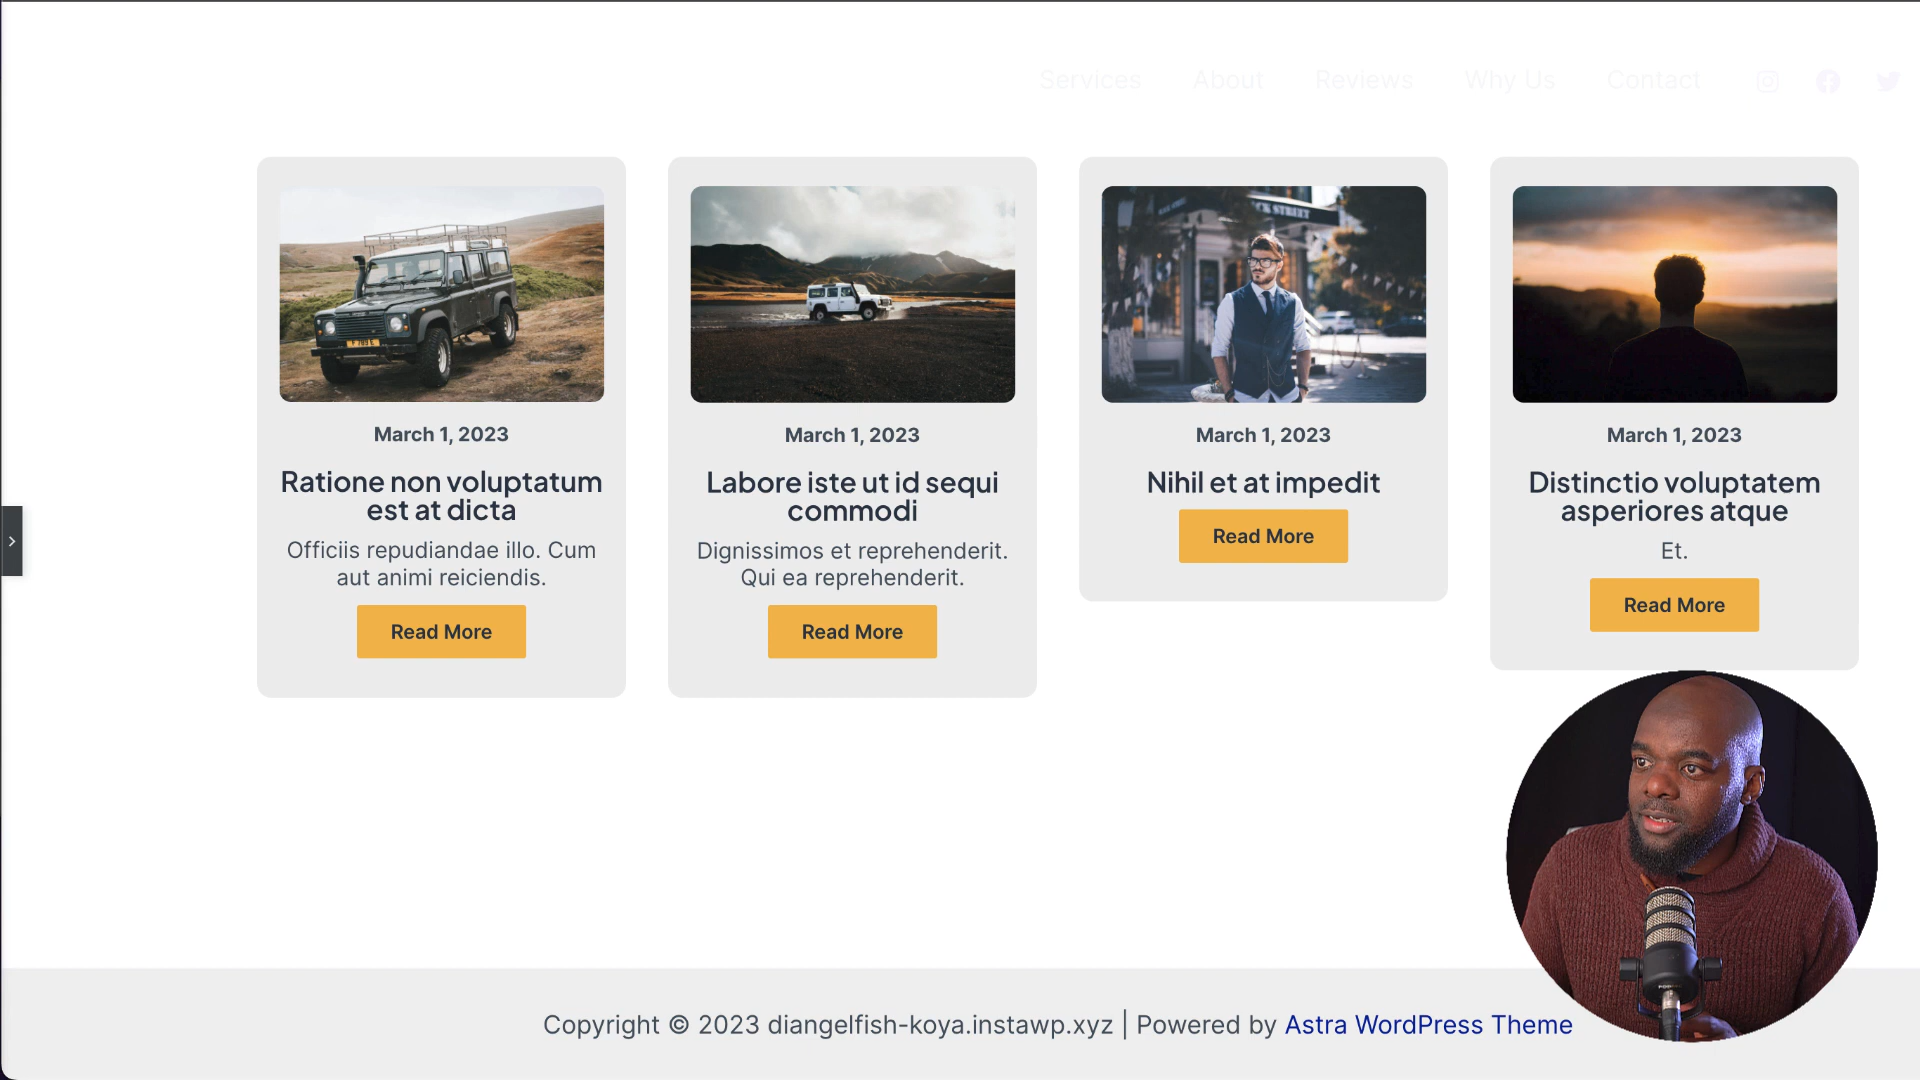 Services About Reviews Why Us Contact
CK STREET
March 1, 2023
Ratione non voluptatum
est at dicta
Officiis repudiandae illo. Cum
aut animi reiciendis.
Read More
March 1, 2023
Labore iste ut id sequi
commodi
Dignissimos et reprehenderit.
Qui ea reprehenderit.
Read More
March 1, 2023
Nihil et at impedit
Read More
March 1, 2023
Distinctio voluptatem
asperiores atque
Et.
Read More
Copyright © 2023 diangelfish-koya.instawp.xyz | Powered by Astra WordPress Theme